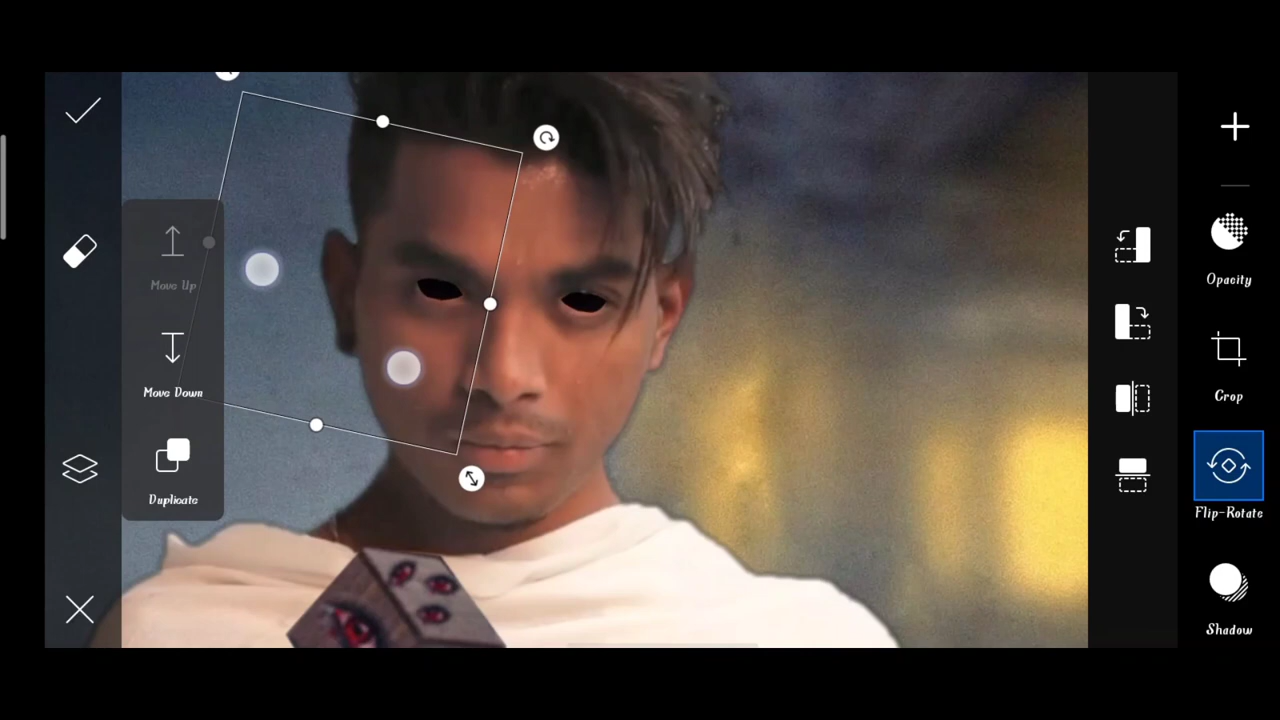 Move Up
Move Down
Duplicate
Opacity
Crop
Flip-Rotate
Shadow